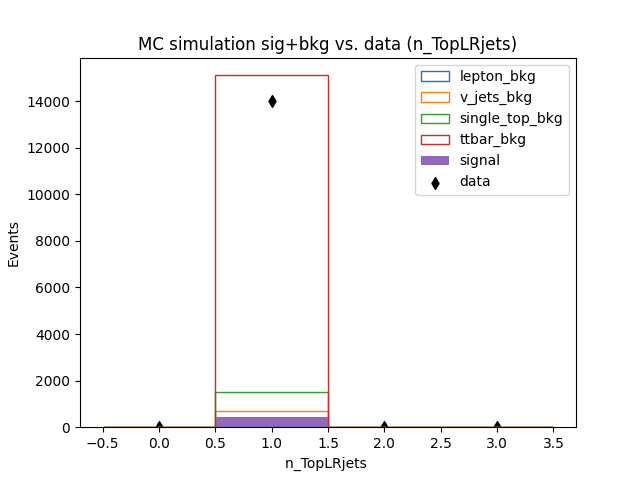 MC simulation sig+bkg vs. data (n_TopLRjets)
lepton_bkg
v_jets_bkg
single_top_bkg
ttbar_bkg
signal
data
14000
12000
10000
8000
6000
4000
2000
0
Events
−0.5 0.0 0.5 1.0 1.5 2.0 2.5 3.0 3.5
n_TopLRjets